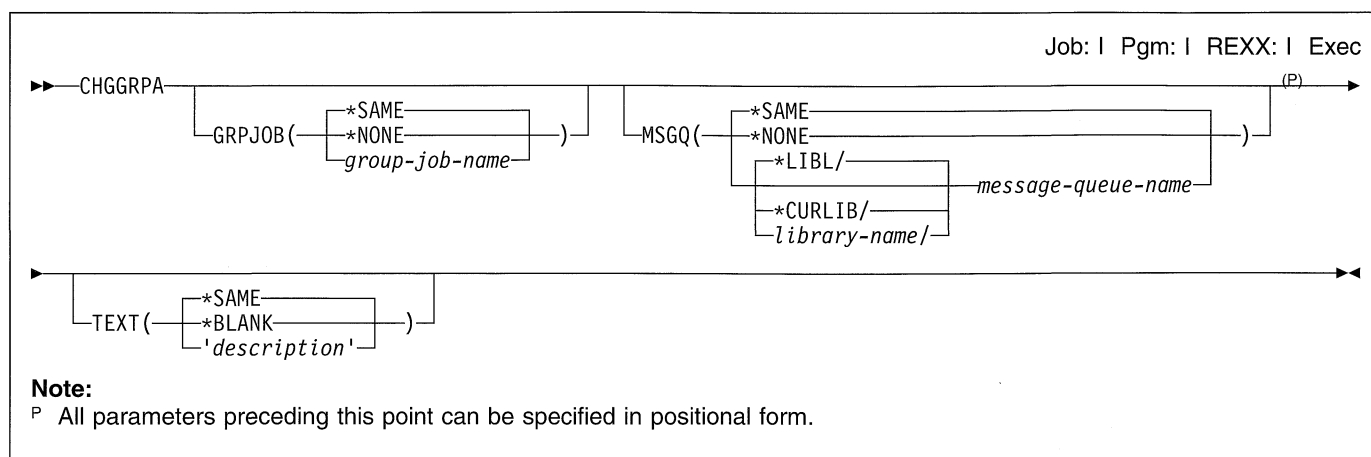 Job: I Pgm: I REXX: I Exec
CHGGRPA
(P)
GRPJOB(
*SAME
*NONE
group-job-name
)
MSGQ(
*SAME
*NONE
*LIBL/
*CURLIB/
library-name/
message-queue-name
)
TEXT(
*SAME
*BLANK
'description'
)
Note:
P All parameters preceding this point can be specified in positional form.